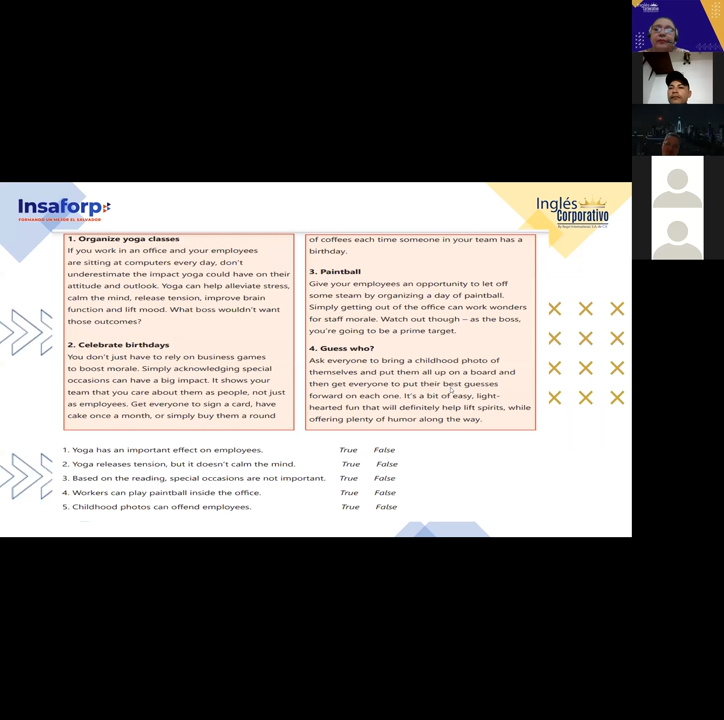 Insaforp
FORMANDO UN MEJOR EL SALVADOR
Inglés
Corporativo
1. Organize yoga classes
If you work in an office and your employees
are sitting at computers every day, don't
underestimate the impact yoga could have on their
attitude and outlook. Yoga can help alleviate stress,
calm the mind, release tension, improve brain
function and lift mood. What boss wouldn't want
those outcomes?
2. Celebrate birthdays
You don't just have to rely on business games
to boost morale. Simply acknowledging special
occasions can have a big impact. It shows your
team that you care about them as people, not just
as employees. Get everyone to sign a card, have
cake once a month, or simply buy them a round
of coffees each time someone in your team has a
birthday.
3. Paintball
Give your employees an opportunity to let off
some steam by organizing a day of paintball.
Simply getting out of the office can work wonders
for staff morale. Watch out though – as the boss,
you're going to be a prime target.
4. Guess who?
Ask everyone to bring a childhood photo of
themselves and put them all up on a board and
then get everyone to put their best guesses
forward on each one. It's a bit of easy, light-
hearted fun that will definitely help lift spirits, while
offering plenty of humor along the way.
1. Yoga has an important effect on employees. True False
2. Yoga releases tension, but it doesn't calm the mind. True False
3. Based on the reading, special occasions are not important. True False
4. Workers can play paintball inside the office. True False
5. Childhood photos can offend employees. True False